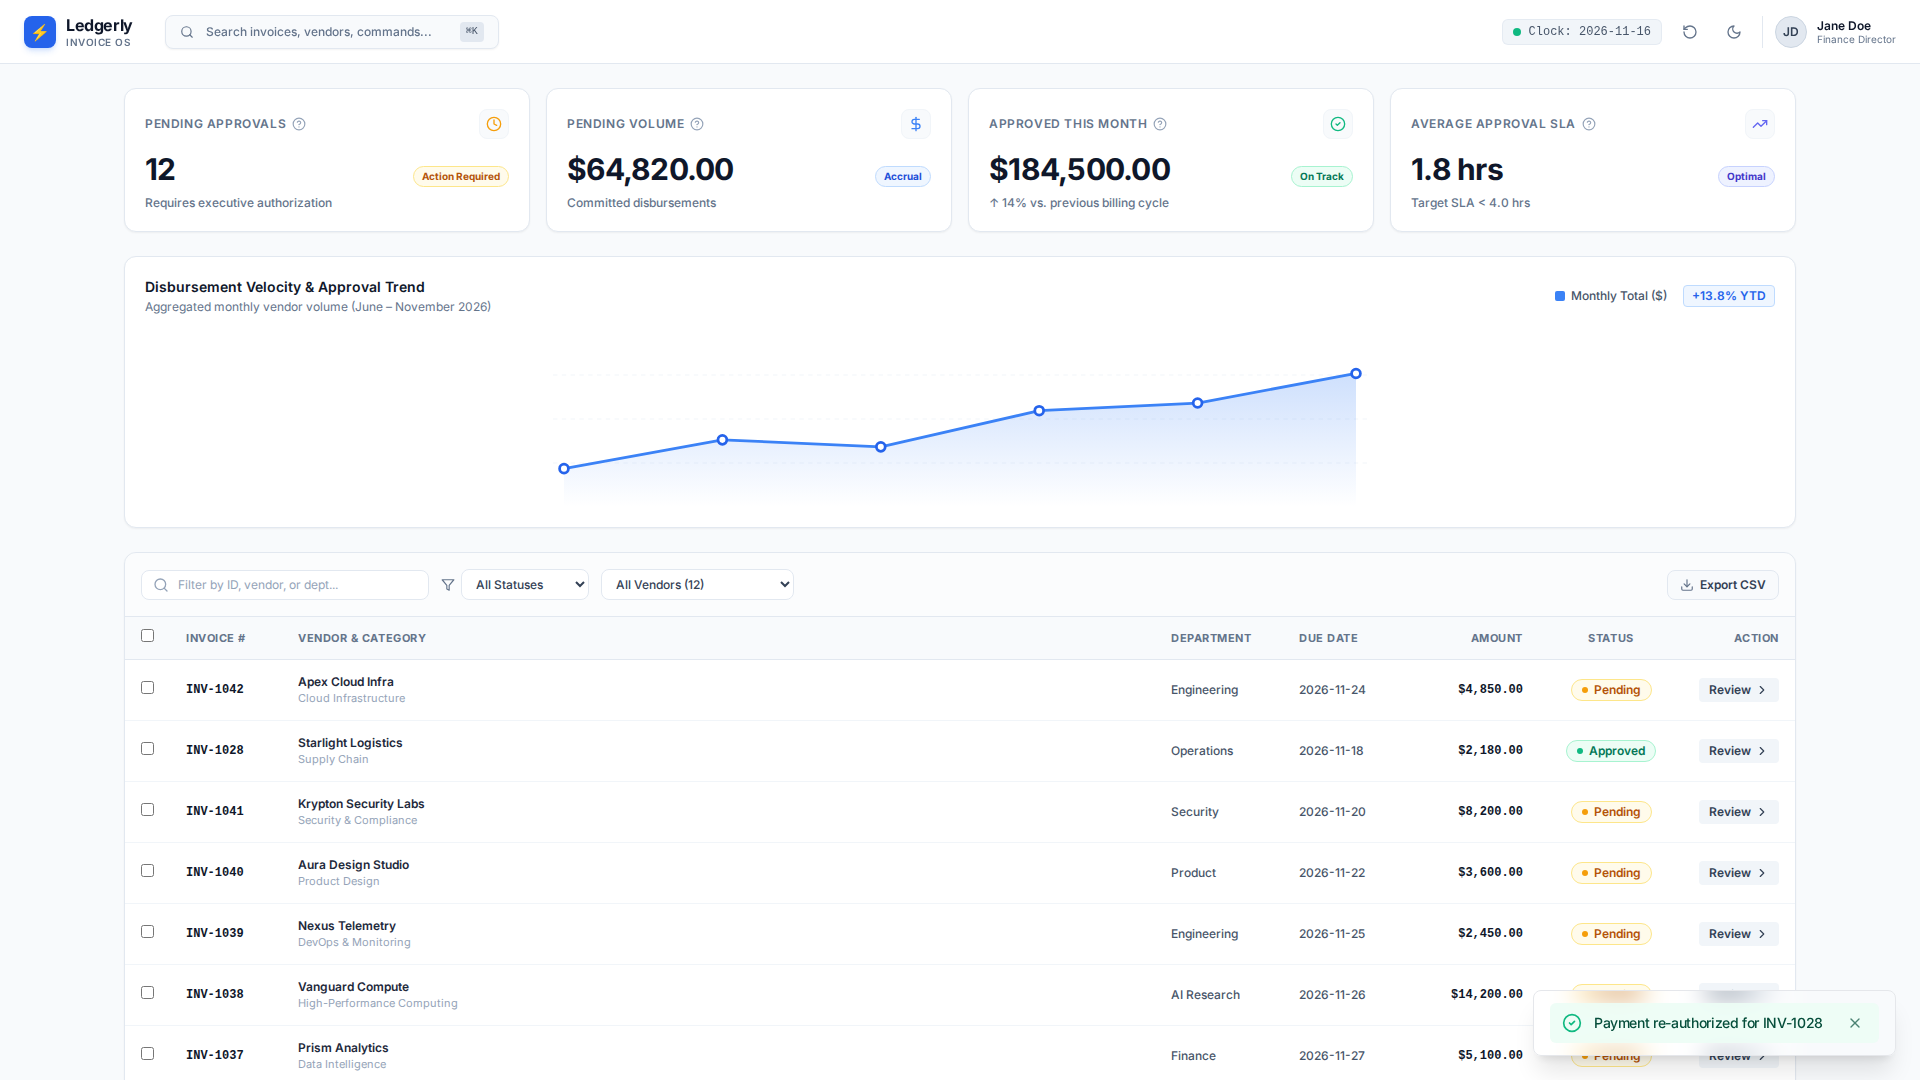 Ledgerly
INVOICE OS
Search invoices, vendors, commands...
⌘K
Clock: 2026-11-16
JD
Jane Doe
Finance Director
PENDING APPROVALS
12
Action Required
Requires executive authorization
PENDING VOLUME
$64,820.00
Accrual
Committed disbursements
APPROVED THIS MONTH
$184,500.00
On Track
↑ 14% vs. previous billing cycle
AVERAGE APPROVAL SLA
1.8 hrs
Optimal
Target SLA < 4.0 hrs
Disbursement Velocity & Approval Trend
Aggregated monthly vendor volume (June – November 2026)
Monthly Total ($)
+13.8% YTD
Filter by ID, vendor, or dept...
All Statuses
All Vendors (12)
Export CSV
INVOICE # VENDOR & CATEGORY DEPARTMENT DUE DATE AMOUNT STATUS ACTION
INV-1042 Apex Cloud Infra Engineering 2026-11-24 $4,850.00 Pending Review
Cloud Infrastructure
INV-1028 Starlight Logistics Operations 2026-11-18 $2,180.00 Approved Review
Supply Chain
INV-1041 Krypton Security Labs Security 2026-11-20 $8,200.00 Pending Review
Security & Compliance
INV-1040 Aura Design Studio Product 2026-11-22 $3,600.00 Pending Review
Product Design
INV-1039 Nexus Telemetry Engineering 2026-11-25 $2,450.00 Pending Review
DevOps & Monitoring
INV-1038 Vanguard Compute AI Research 2026-11-26 $14,200.00
High-Performance Computing
Payment re-authorized for INV-1028
INV-1037 Prism Analytics Finance 2026-11-27 $5,100.00 Pending Review
Data Intelligence